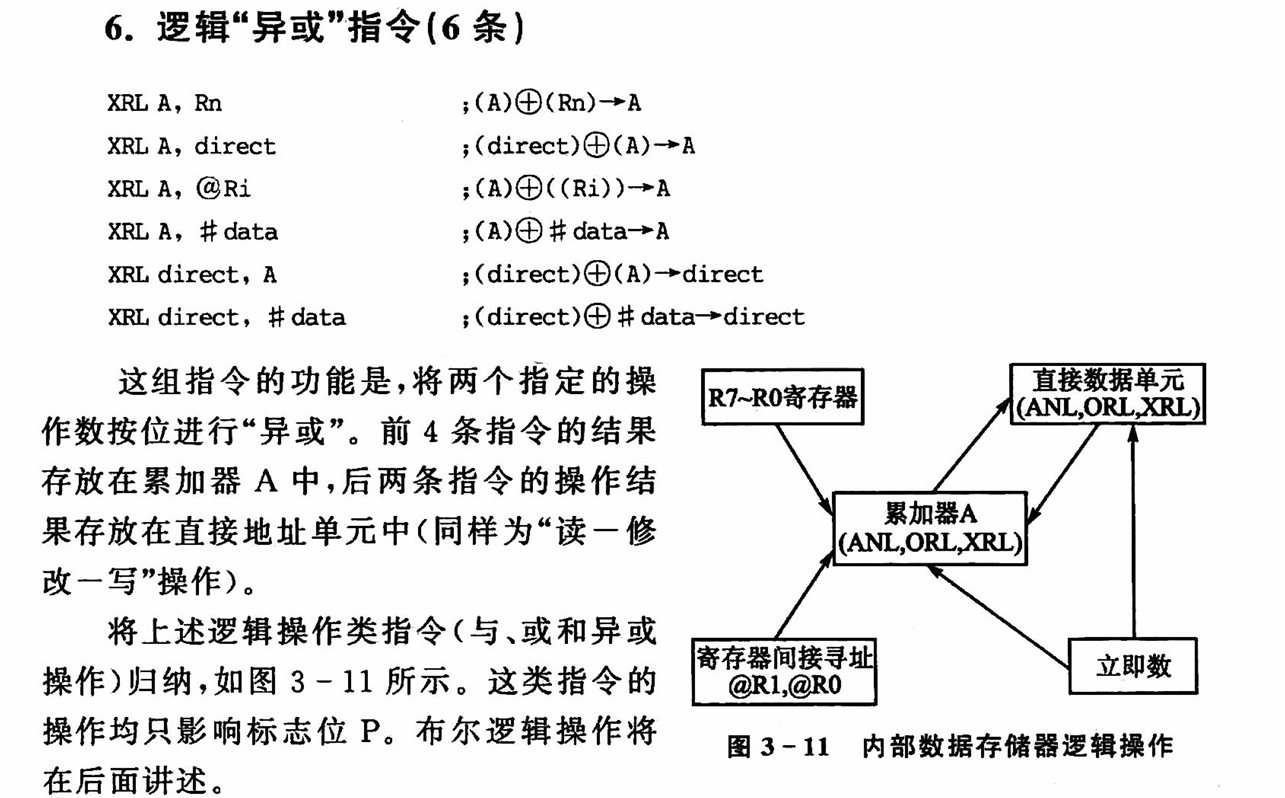 6. 逻辑“异或”指令(6 条)
XRL A, Rn ;(A)⊕(Rn)→A
XRL A, direct ;(direct)⊕(A)→A
XRL A, @Ri ;(A)⊕((Ri))→A
XRL A, #data ;(A)⊕#data→A
XRL direct, A ;(direct)⊕(A)→direct
XRL direct, #data ;(direct)⊕#data→direct
这组指令的功能是,将两个指定的操
作数按位进行“异或”。前 4 条指令的结果
存放在累加器 A 中,后两条指令的操作结
果存放在直接地址单元中(同样为“读－修
改－写”操作)。
将上述逻辑操作类指令(与、或和异或
操作)归纳,如图 3-11 所示。这类指令的
操作均只影响标志位 P。布尔逻辑操作将
在后面讲述。
R7~R0寄存器
直接数据单元
(ANL,ORL,XRL)
累加器A
(ANL,ORL,XRL)
寄存器间接寻址
@R1,@R0
立即数
图 3-11 内部数据存储器逻辑操作